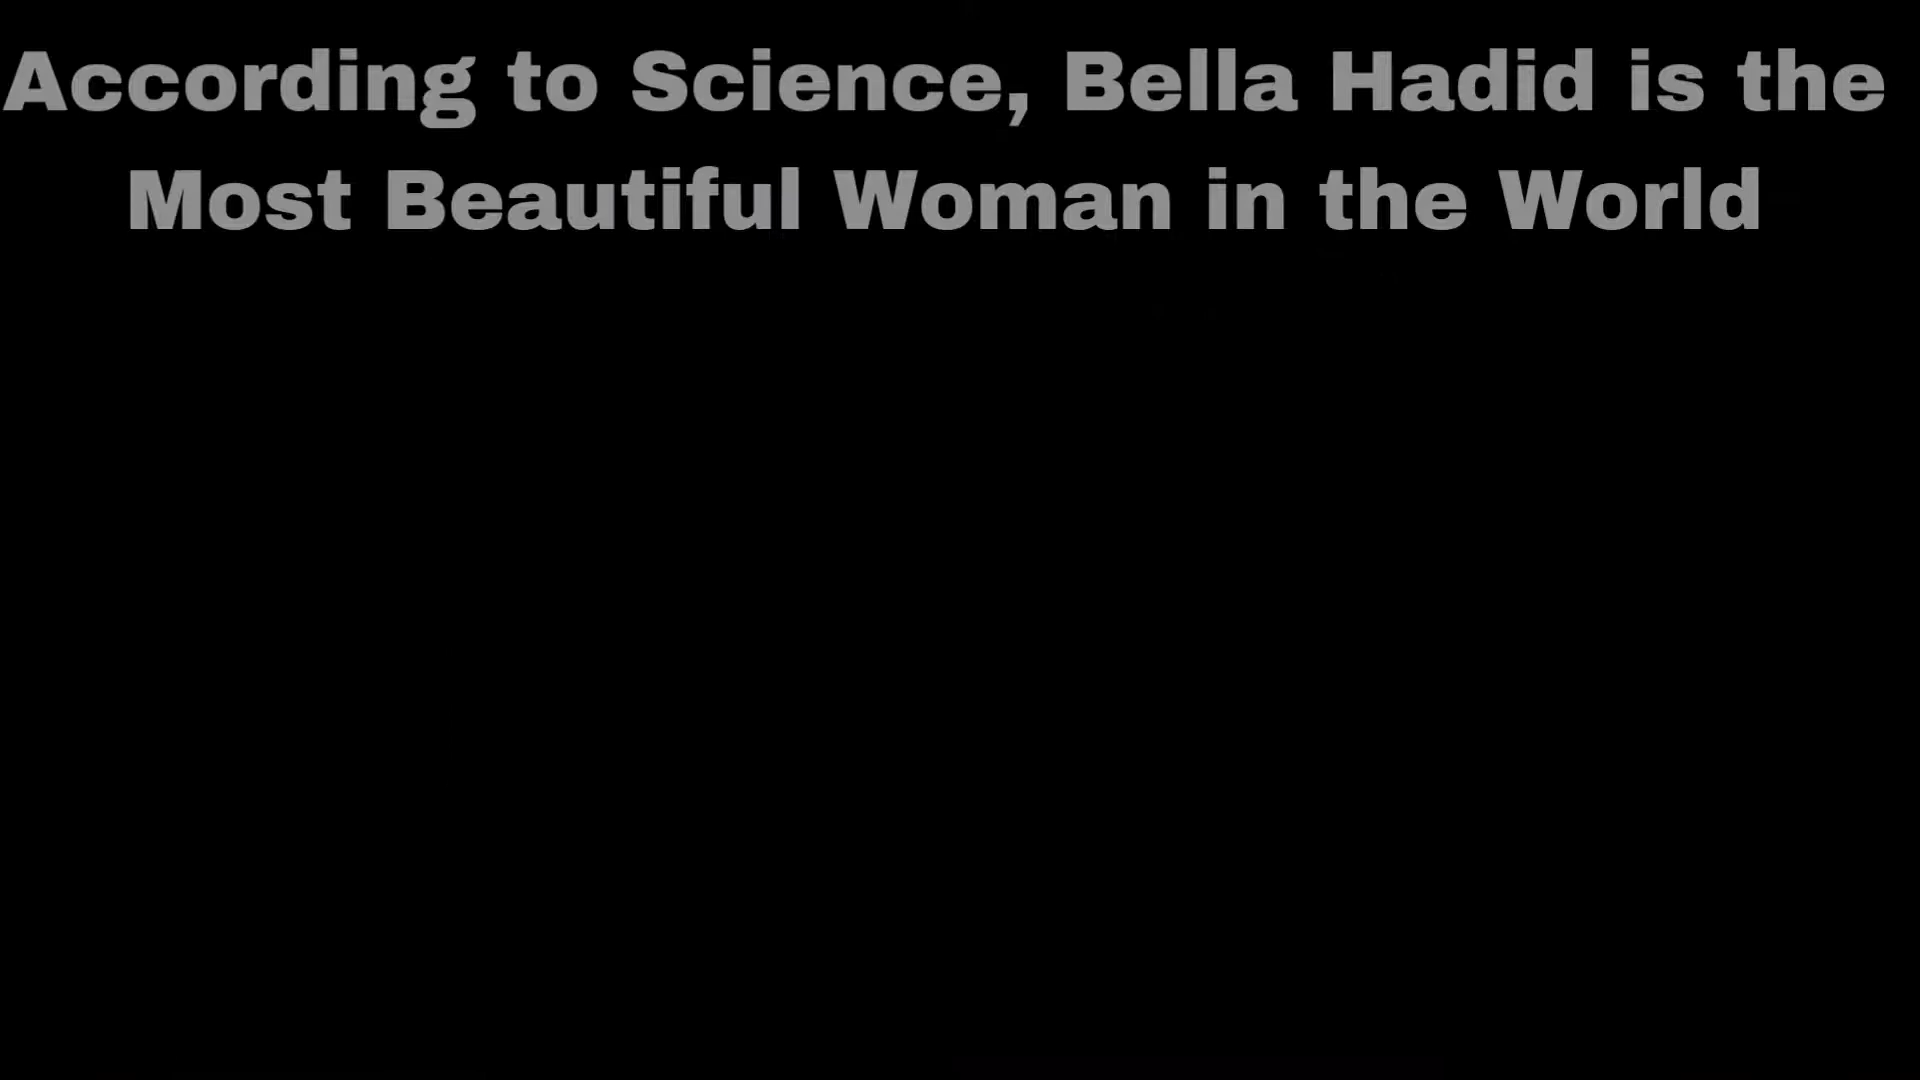 According to Science, Bella Hadid is the
Most Beautiful Woman in the World